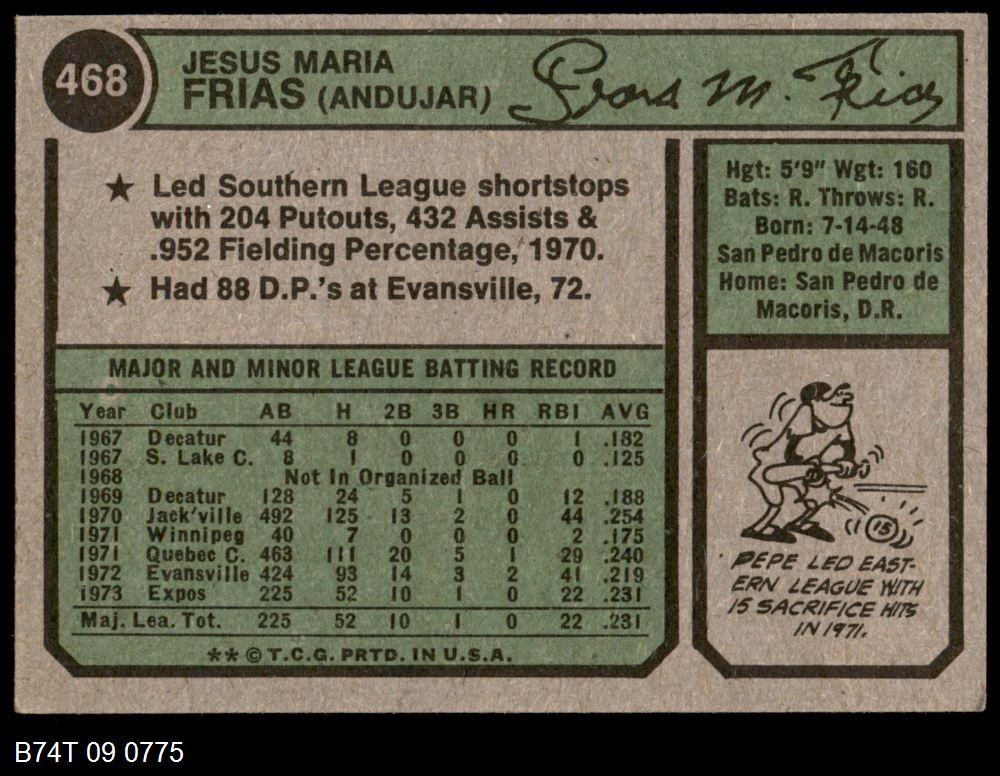 468
JESUS MARIA
FRIAS (ANDUJAR)
Jesus M. Frias
★ Led Southern League shortstops
with 204 Putouts, 432 Assists &
.952 Fielding Percentage, 1970.
★ Had 88 D.P.'s at Evansville, 72.
Hgt: 5'9" Wgt: 160
Bats: R. Throws: R.
Born: 7-14-48
San Pedro de Macoris
Home: San Pedro de
Macoris, D.R.
MAJOR AND MINOR LEAGUE BATTING RECORD
Year Club AB H 2B 3B HR RBI AVG
1967 Decatur 44 8 0 0 0 1 .182
1967 S. Lake C. 8 1 0 0 0 0 .125
1968 Not In Organized Ball
1969 Decatur 128 24 5 1 0 12 .188
1970 Jack'ville 492 125 13 2 0 44 .254
1971 Winnipeg 40 7 0 0 0 2 .175
1971 Quebec C. 463 111 20 5 1 29 .240
1972 Evansville 424 93 14 3 2 41 .219
1973 Expos 225 52 10 1 0 22 .231
Maj. Lea. Tot. 225 52 10 1 0 22 .231
** © T.C.G. PRTD. IN U.S.A.
15
PEPE LED EAST-
ERN LEAGUE WITH
15 SACRIFICE HITS
IN 1971.
B74T 09 0775